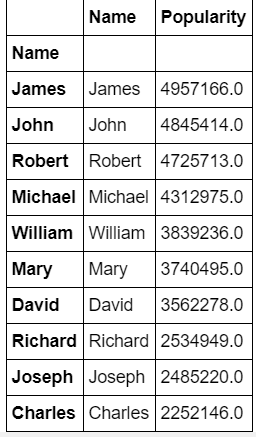 Name Popularity
Name
James James 4957166.0
John John 4845414.0
Robert Robert 4725713.0
Michael Michael 4312975.0
William William 3839236.0
Mary Mary 3740495.0
David David 3562278.0
Richard Richard 2534949.0
Joseph Joseph 2485220.0
Charles Charles 2252146.0